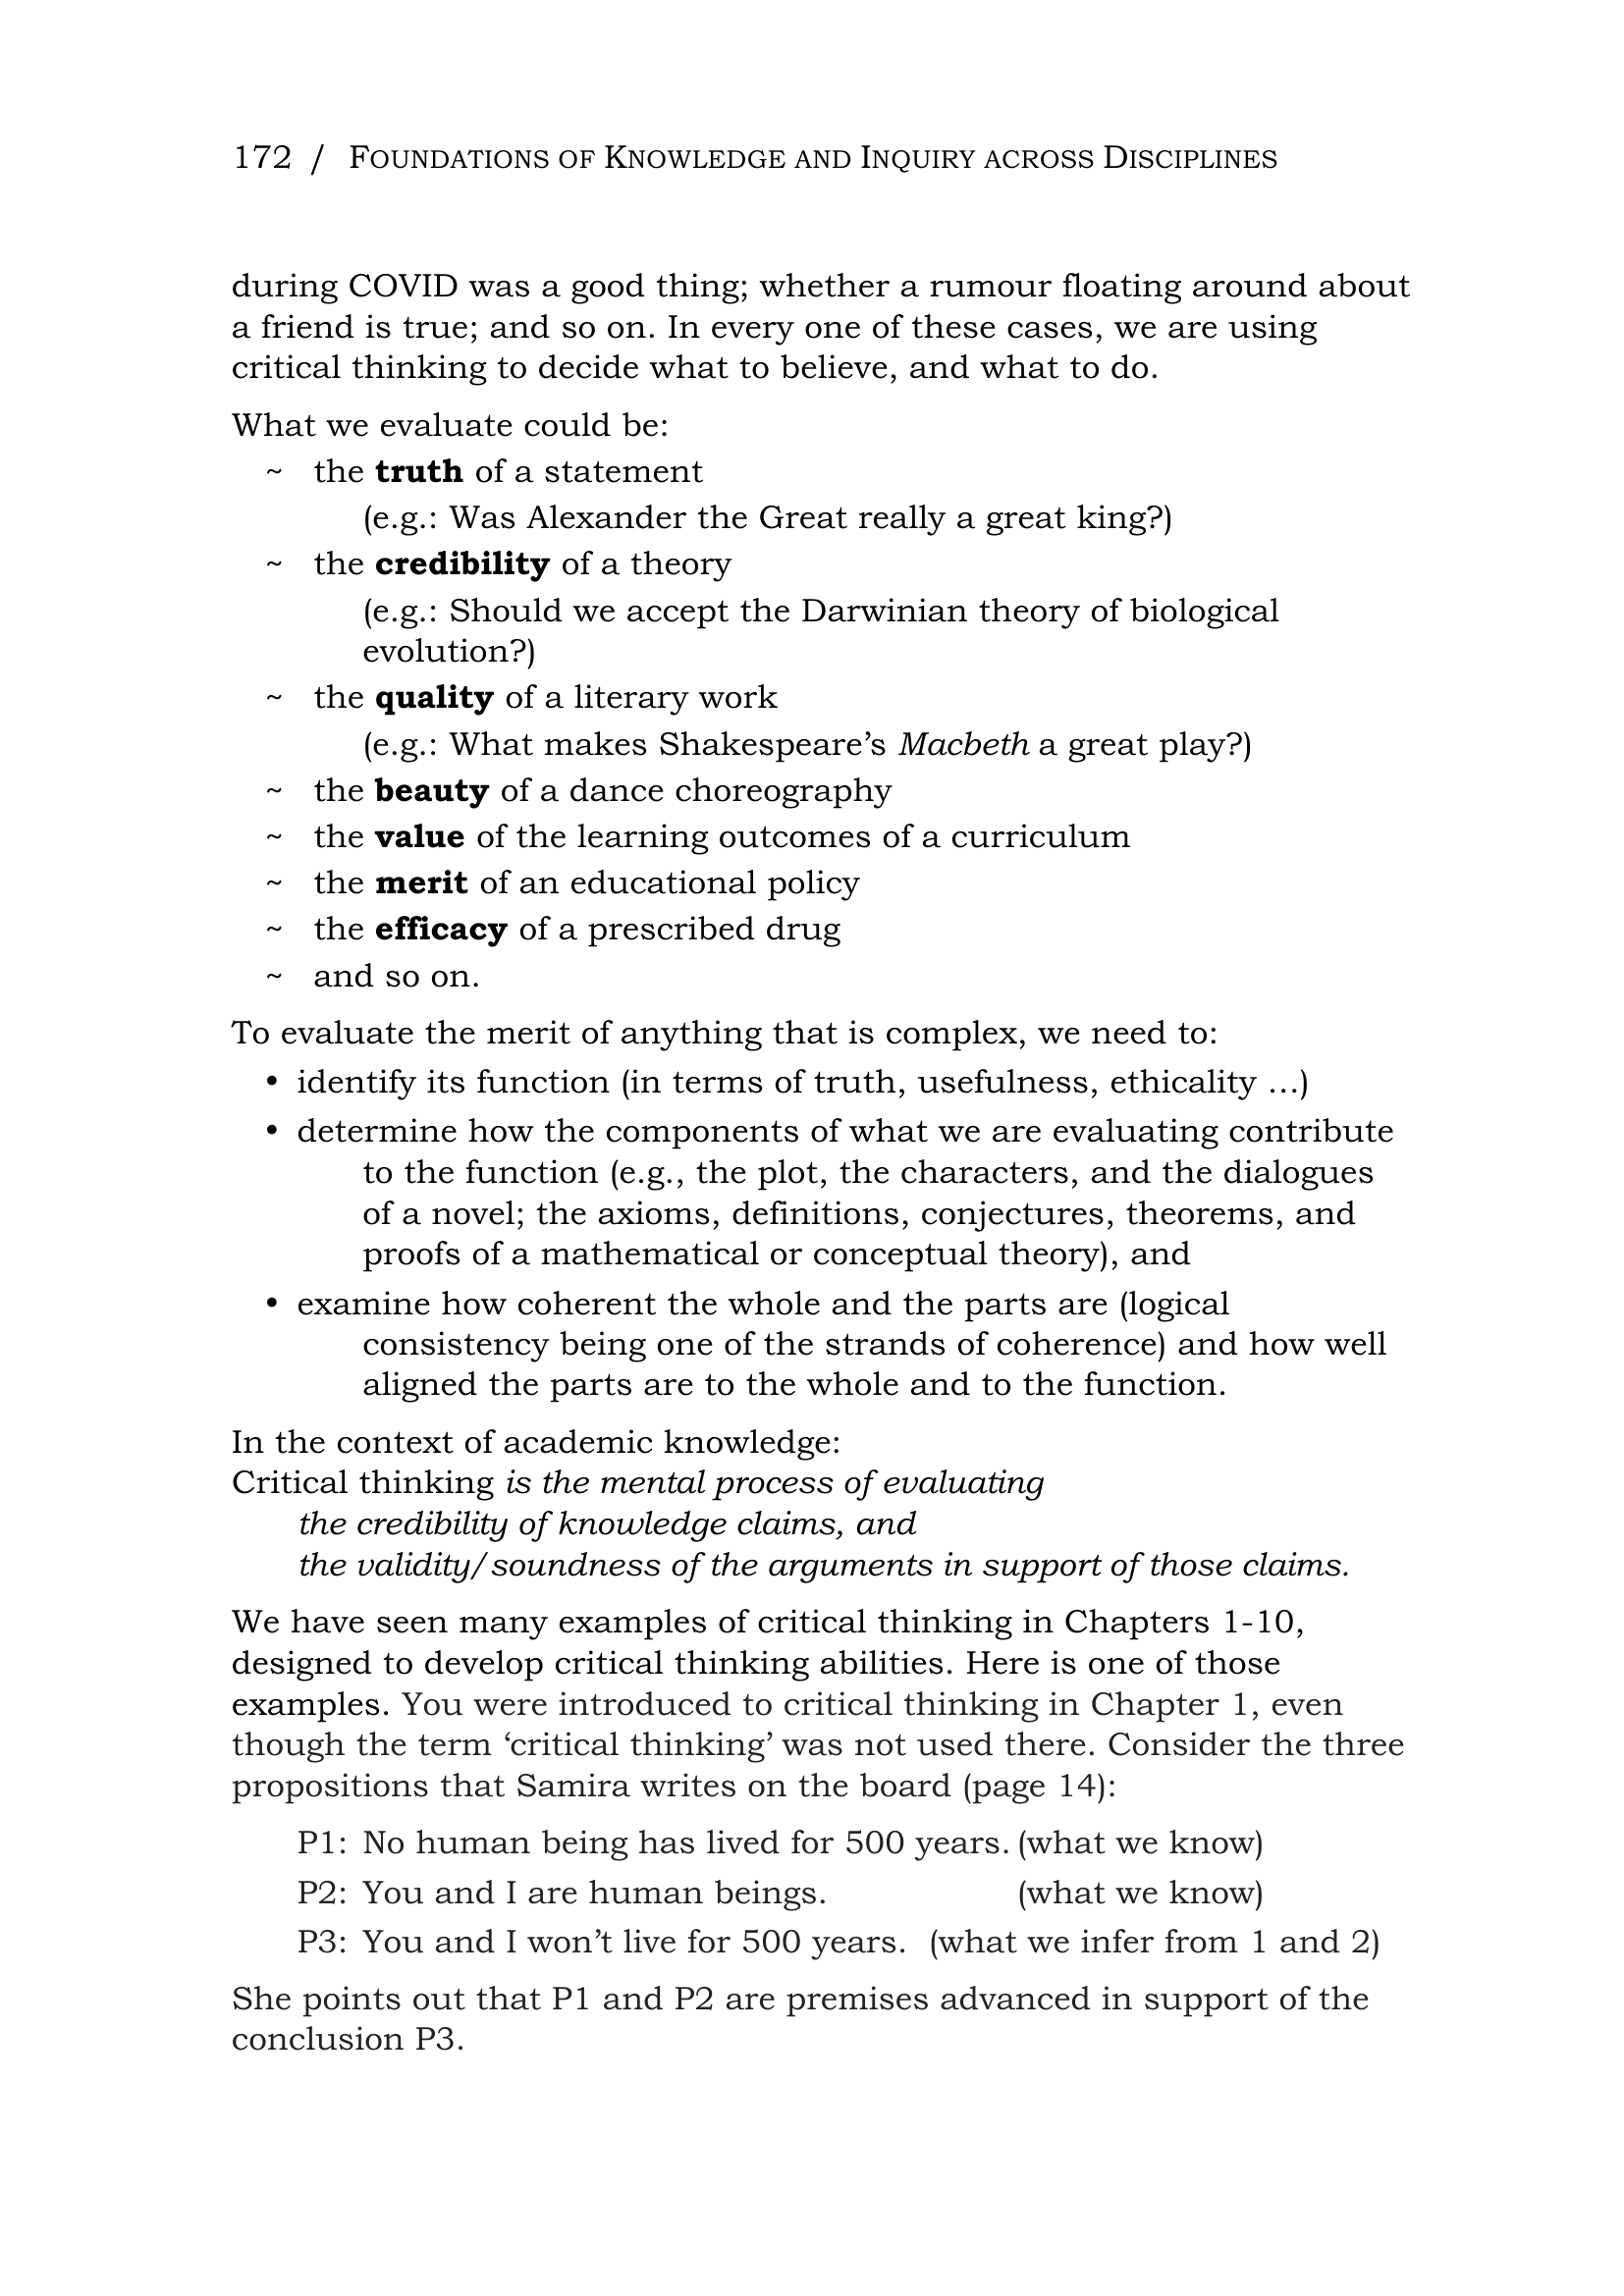 172 / FOUNDATIONS OF KNOWLEDGE AND INQUIRY ACROSS DISCIPLINES
during COVID was a good thing; whether a rumour floating around about
a friend is true; and so on. In every one of these cases, we are using
critical thinking to decide what to believe, and what to do.
What we evaluate could be:
~ the truth of a statement
(e.g.: Was Alexander the Great really a great king?)
~ the credibility of a theory
(e.g.: Should we accept the Darwinian theory of biological
evolution?)
~ the quality of a literary work
(e.g.: What makes Shakespeare’s Macbeth a great play?)
~ the beauty of a dance choreography
~ the value of the learning outcomes of a curriculum
~ the merit of an educational policy
~ the efficacy of a prescribed drug
~ and so on.
To evaluate the merit of anything that is complex, we need to:
• identify its function (in terms of truth, usefulness, ethicality …)
• determine how the components of what we are evaluating contribute
to the function (e.g., the plot, the characters, and the dialogues
of a novel; the axioms, definitions, conjectures, theorems, and
proofs of a mathematical or conceptual theory), and
• examine how coherent the whole and the parts are (logical
consistency being one of the strands of coherence) and how well
aligned the parts are to the whole and to the function.
In the context of academic knowledge:
Critical thinking is the mental process of evaluating
the credibility of knowledge claims, and
the validity/soundness of the arguments in support of those claims.
We have seen many examples of critical thinking in Chapters 1-10,
designed to develop critical thinking abilities. Here is one of those
examples. You were introduced to critical thinking in Chapter 1, even
though the term ‘critical thinking’ was not used there. Consider the three
propositions that Samira writes on the board (page 14):
P1: No human being has lived for 500 years. (what we know)
P2: You and I are human beings. (what we know)
P3: You and I won’t live for 500 years. (what we infer from 1 and 2)
She points out that P1 and P2 are premises advanced in support of the
conclusion P3.